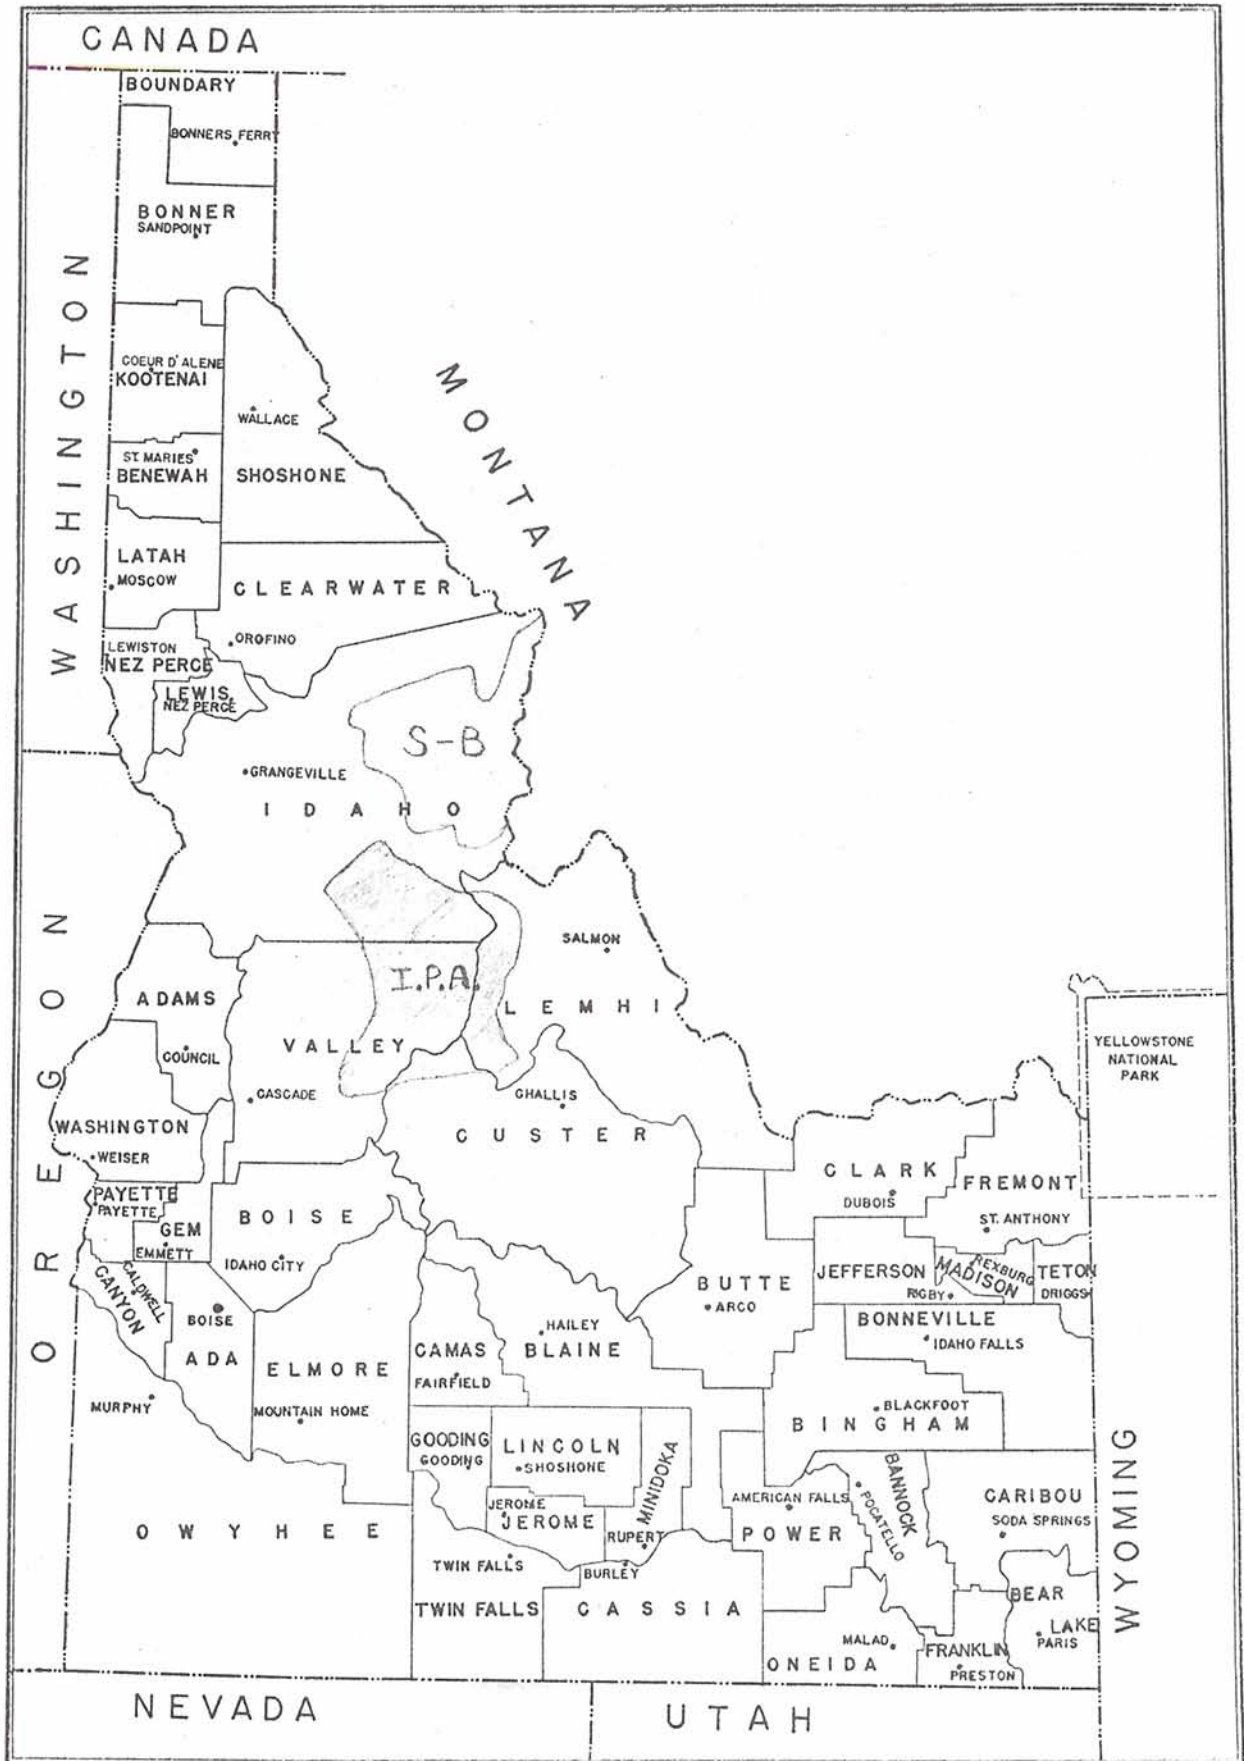 CANADA
BOUNDARY
BONNERS FERRY
BONNER
SANDPOINT
WASHINGTON
COEUR D'ALENE
KOOTENAI
WALLACE
MONTANA
ST. MARIES
BENEWAH
SHOSHONE
LATAH
MOSCOW
CLEARWATER
OROFINO
LEWISTON
NEZ PERCE
LEWIS
NEZ PERCE
S-B
GRANGEVILLE
IDAHO
OREGON
SALMON
I.P.A.
ADAMS
LEMHI
VALLEY
COUNCIL
YELLOWSTONE
NATIONAL
PARK
CASCADE
CHALLIS
WASHINGTON
CUSTER
WEISER
CLARK
DUBOIS
FREMONT
PAYETTE
PAYETTE
BOISE
GEM
EMMETT
ST. ANTHONY
IDAHO CITY
CALDWELL
CANYON
BUTTE
ARCO
JEFFERSON
RIGBY
REXBURG
MADISON
TETON
DRIGGS
BOISE
ADA
HAILEY
BLAINE
BONNEVILLE
IDAHO FALLS
CAMAS
FAIRFIELD
ELMORE
MOUNTAIN HOME
MURPHY
BLACKFOOT
BINGHAM
GOODING
GOODING
LINCOLN
SHOSHONE
MINIDOKA
RUPERT
JEROME
JEROME
AMERICAN FALLS
POWER
BANNOCK
POCATELLO
CARIBOU
SODA SPRINGS
WYOMING
OWYHEE
TWIN FALLS
TWIN FALLS
BURLEY
CASSIA
BEAR
LAKE
PARIS
MALAD
ONEIDA
FRANKLIN
PRESTON
NEVADA
UTAH